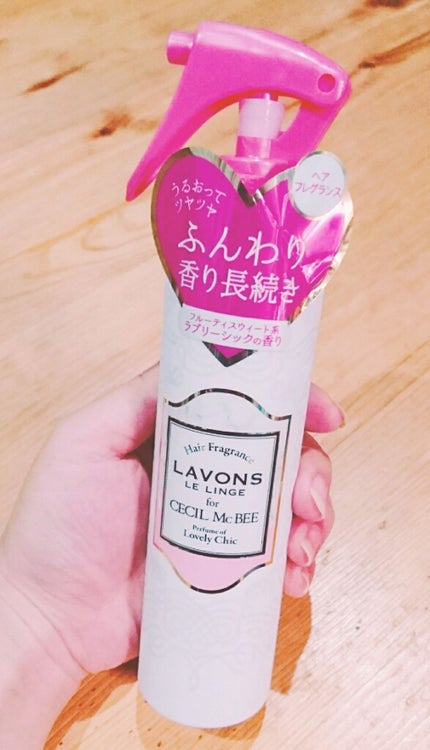 ヘア
フレグランス
うるおって
ツヤツヤ
ふんわり
香り長続き
フルーティスウィート系
ラブリーシックの香り
Hair Fragrance
LAVONS
LE LINGE
for
CECIL McBEE
Perfume of
Lovely Chic